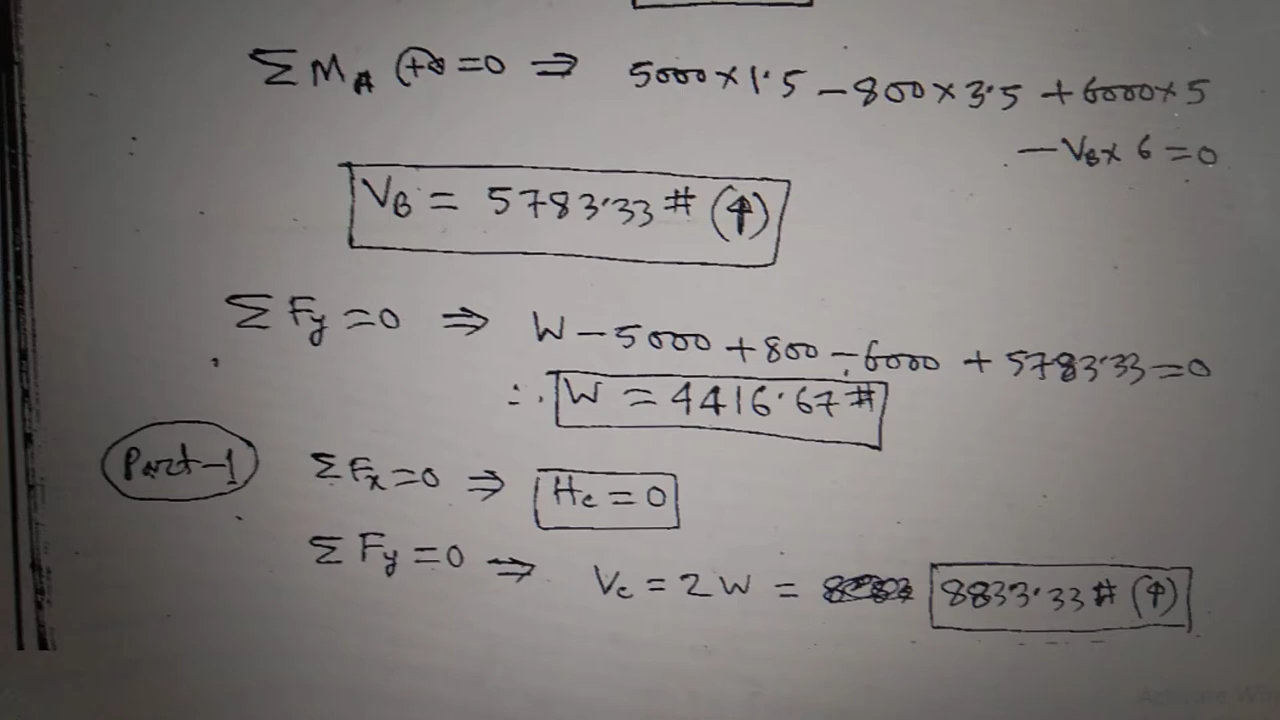 ΣM_A (+↻) =0 ⇒ 5000×1.5 – 800×3.5 + 6000×5
– V_B× 6 =0
V_B = 5783.33# (↑)
ΣF_y =0 ⇒ W – 5000 + 800 – 6000 + 5783.33 =0
∴ W = 4416.67#
Part-1 ΣF_x =0 ⇒ H_c = 0
ΣF_y =0 ⇒ V_c = 2W = 8833.33# (↑)